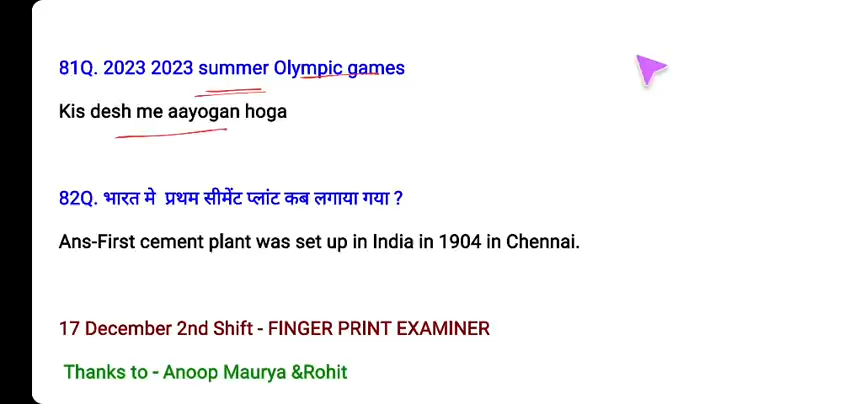 81Q. 2023 2023 summer Olympic games
Kis desh me aayogan hoga
82Q. भारत मे प्रथम सीमेंट प्लांट कब लगाया गया ?
Ans-First cement plant was set up in India in 1904 in Chennai.
17 December 2nd Shift - FINGER PRINT EXAMINER
Thanks to - Anoop Maurya &Rohit